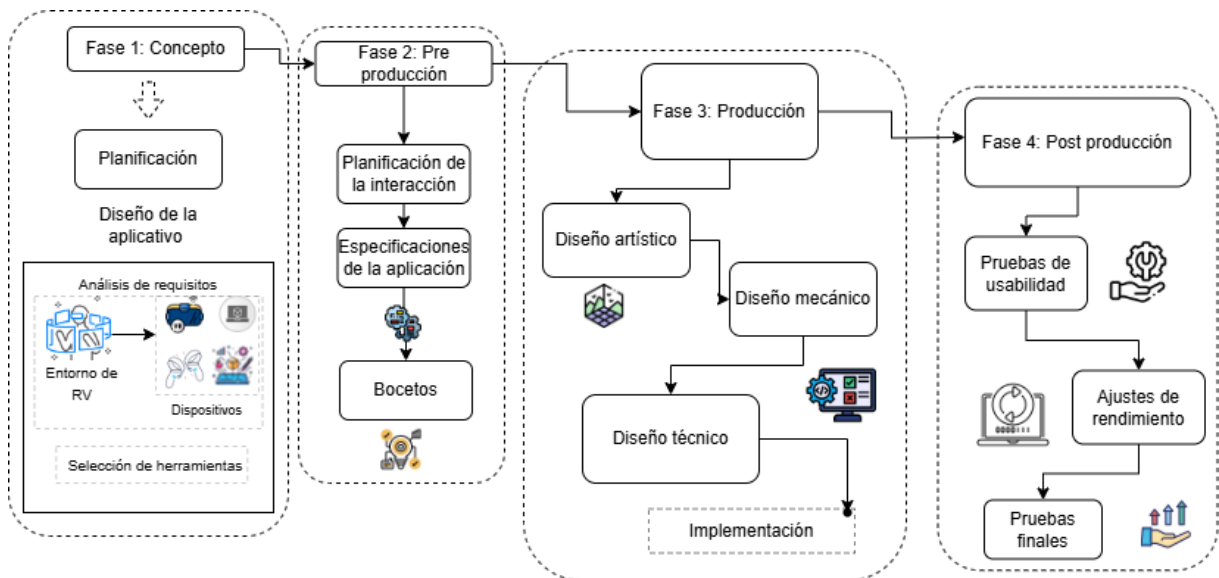 Fase 1: Concepto
Planificación
Diseño de la
aplicativo
Análisis de requisitos
Entorno de
RV
Dispositivos
Selección de herramientas
Fase 2: Pre
producción
Planificación de
la interacción
Especificaciones
de la aplicación
Bocetos
Fase 3: Producción
Diseño artístico
Diseño mecánico
Diseño técnico
Implementación
Fase 4: Post producción
Pruebas de
usabilidad
Ajustes de
rendimiento
Pruebas
finales